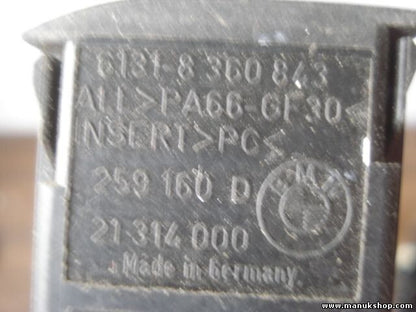 6131-8 360 843
ALL>PA66-GF30<
INSERT>PC<
259 160 D
BMW
21 314 000
Made in Germany
www.manukshop.com